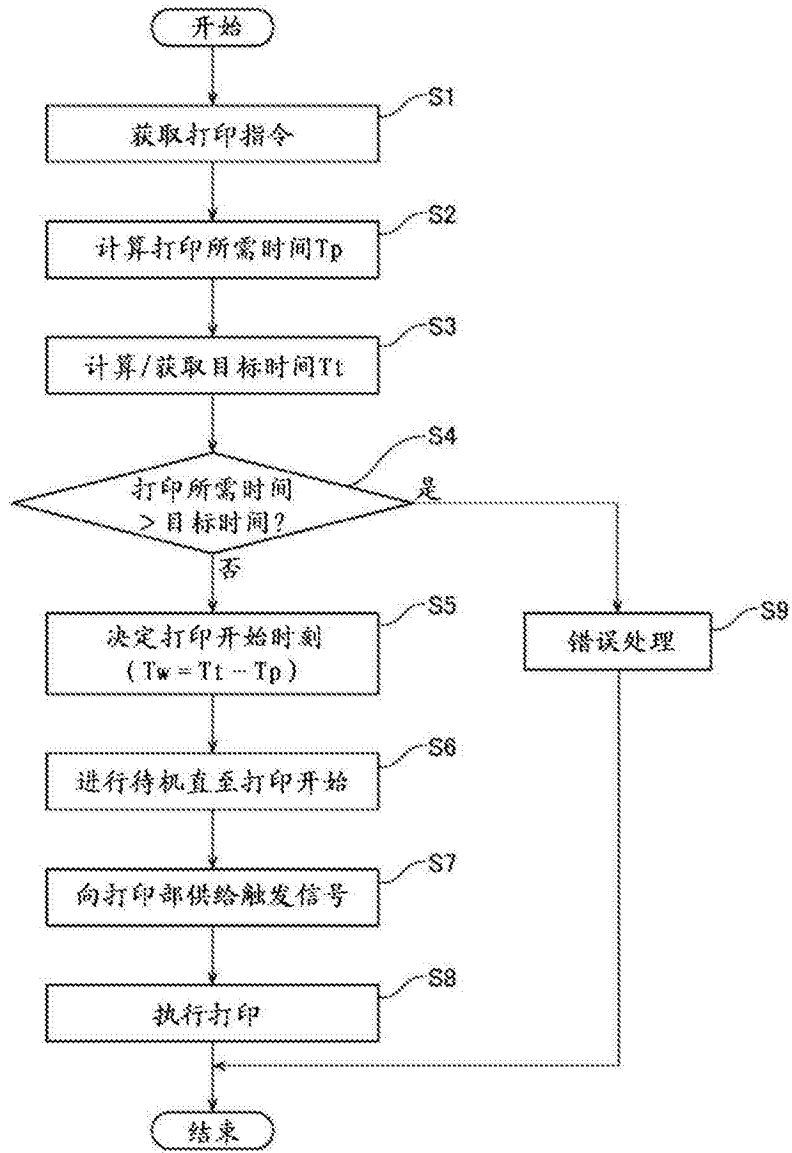 开始
S1
获取打印指令
S2
计算打印所需时间Tp
S3
计算/获取目标时间Tt
S4
打印所需时间
>目标时间?
是
否
S5
决定打印开始时刻
(Tw=Tt-Tp)
S9
错误处理
S6
进行待机直至打印开始
S7
向打印部供给触发信号
S8
执行打印
结束